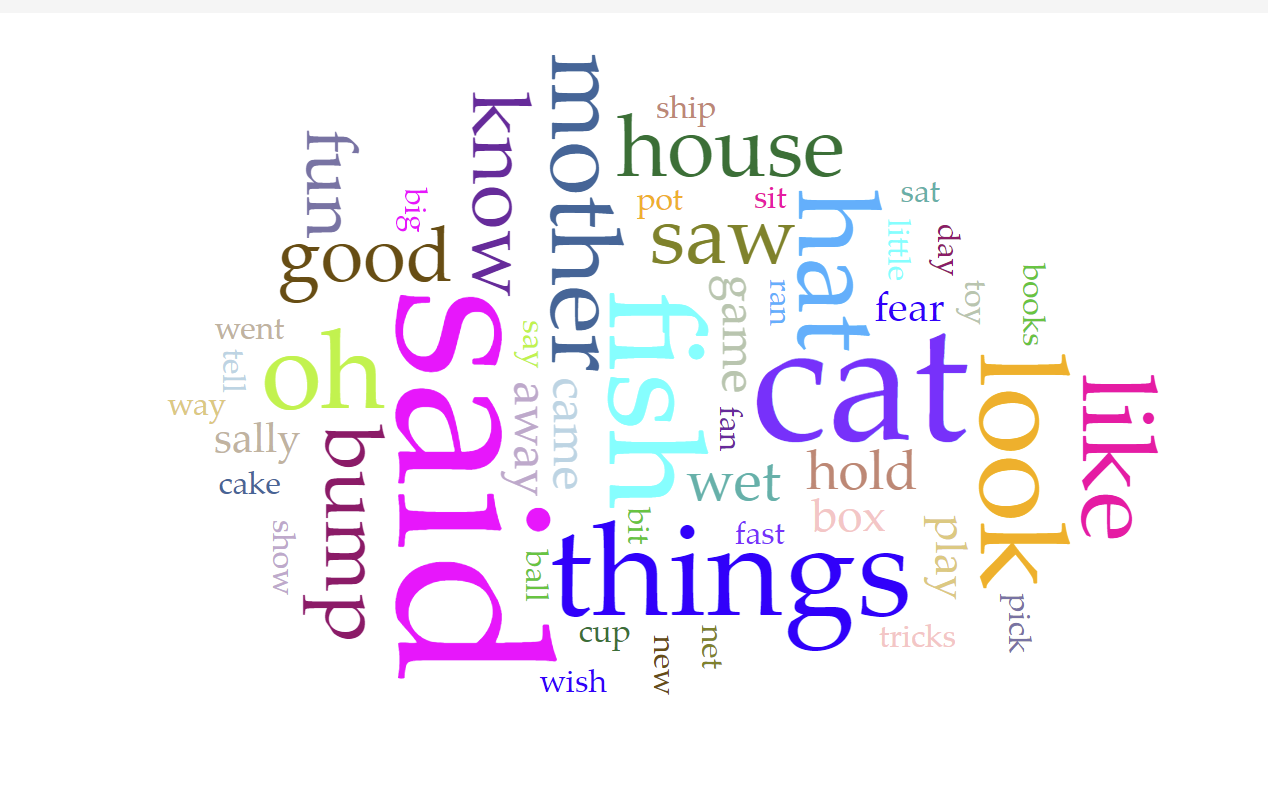 mother
know
ship
house
fun
big
pot
sit
hat
sat
saw
little
day
good
books
game
ran
toy
fear
said
fish
went
say
oh
cat
tell
look
like
away
came
way
fan
sally
bump
hold
wet
cake
box
bit
play
fast
show
things
ball
pick
cup
net
new
tricks
wish